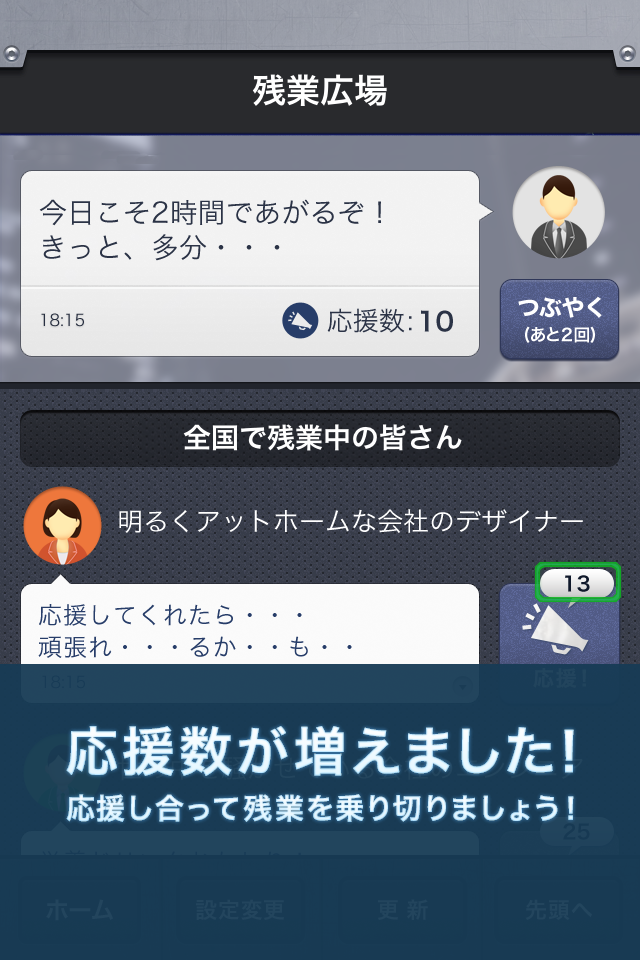 残業広場
今日こそ2時間であがるぞ！
きっと、多分・・・
18:15
応援数:10
つぶやく
(あと2回)
全国で残業中の皆さん
明るくアットホームな会社のデザイナー
13
応援してくれたら・・・
頑張れ・・・るか・・も・・
応援!
18:15
応援数が増えました!
応援し合って残業を乗り切りましょう!
25
ホーム
設定変更
更新
先頭へ